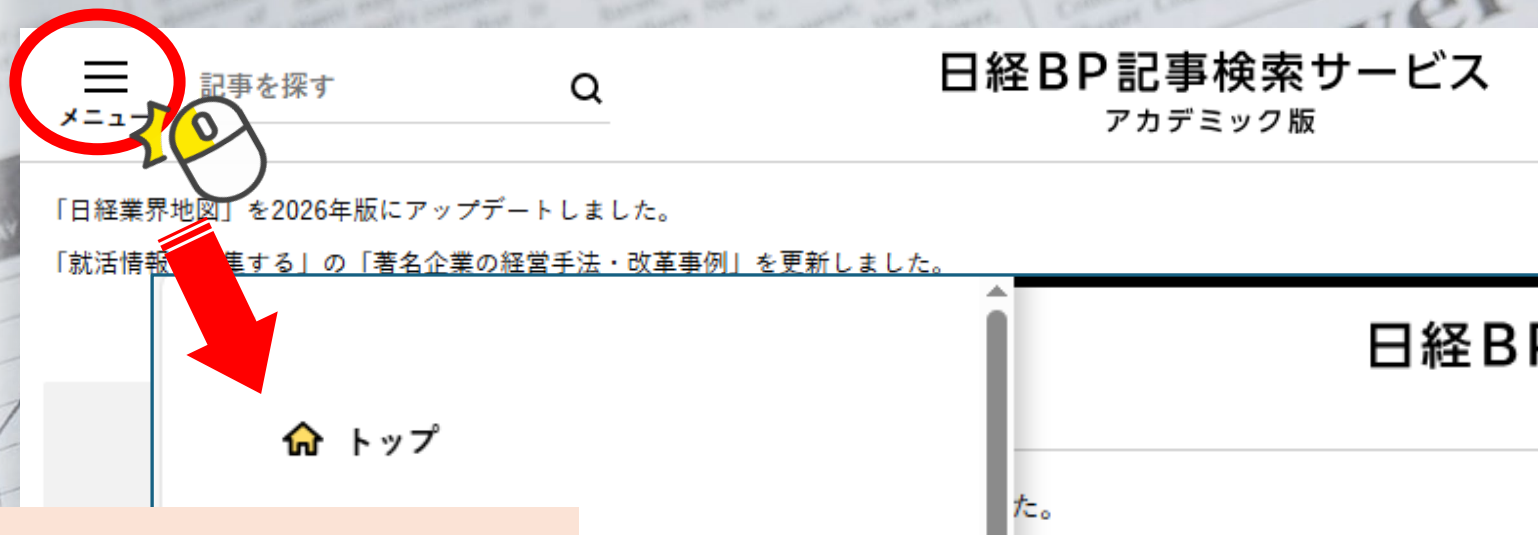 メニュー
記事を探す
日経BP記事検索サービス
アカデミック版
「日経業界地図」を2026年版にアップデートしました。
「就活情報 集する」の「著名企業の経営手法・改革事例」を更新しました。
日経B
トップ
た。